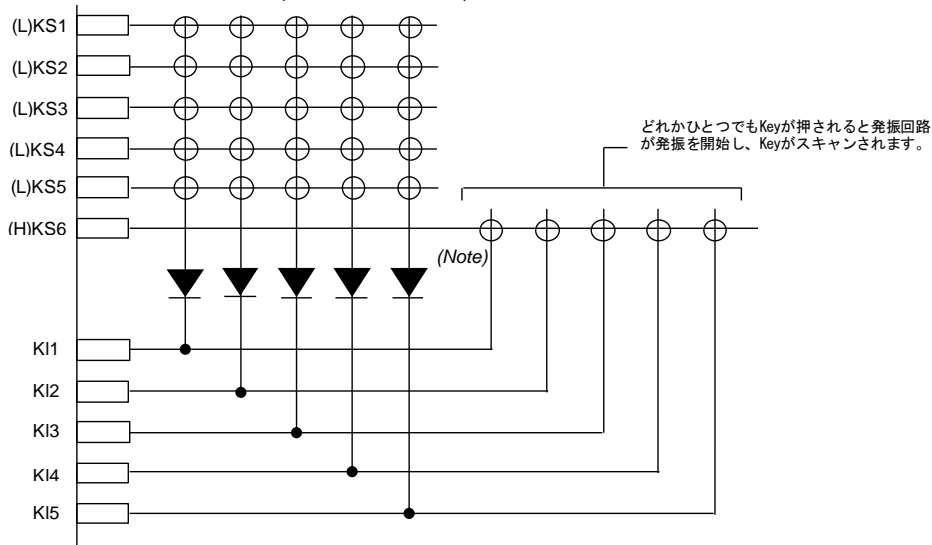 (L)KS1
(L)KS2
(L)KS3
(L)KS4
(L)KS5
(H)KS6
どれかひとつでもKeyが押されると発振回路
が発振を開始し、Keyがスキャンされます。
(Note)
KI1
KI2
KI3
KI4
KI5